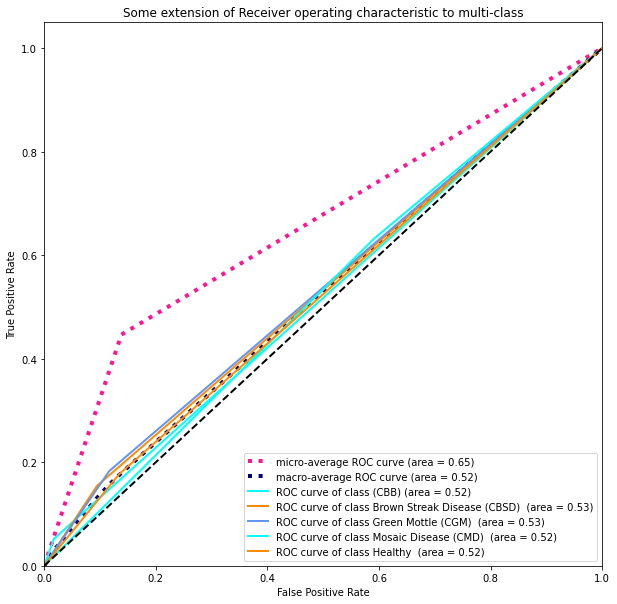 Some extension of Receiver operating characteristic to multi-class
1.0
0.8
0.6
0.4
0.2
0.0
True Positive Rate
micro-average ROC curve (area = 0.65)
macro-average ROC curve (area = 0.52)
ROC curve of class (CBB) (area = 0.52)
ROC curve of class Brown Streak Disease (CBSD)  (area = 0.53)
ROC curve of class Green Mottle (CGM)  (area = 0.53)
ROC curve of class Mosaic Disease (CMD)  (area = 0.52)
ROC curve of class Healthy  (area = 0.52)
0.0 0.2 0.4 0.6 0.8 1.0
False Positive Rate